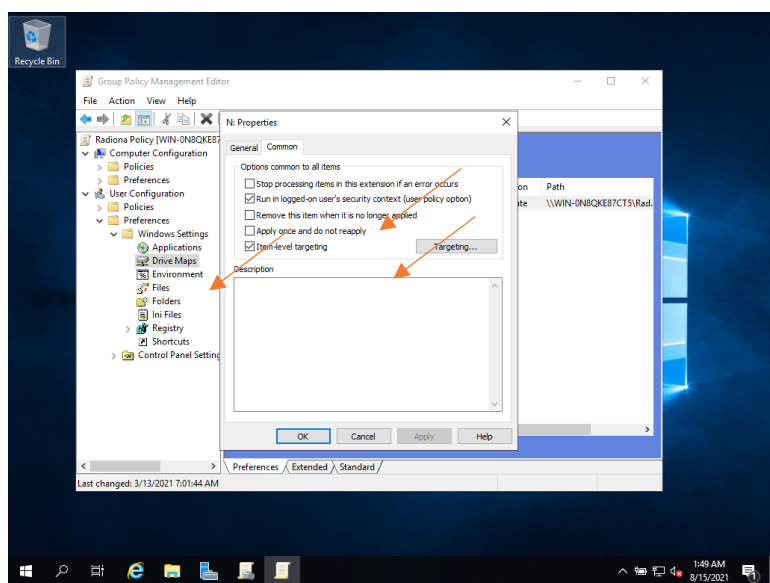 Recycle Bin
Group Policy Management Editor
File Action View Help
Radiona Policy [WIN-0N8QKE87
Computer Configuration
Policies
Preferences
User Configuration
Policies
Preferences
Windows Settings
Applications
Drive Maps
Environment
Files
Folders
Ini Files
Registry
Shortcuts
Control Panel Setting
N: Properties
General Common
Options common to all items
Stop processing items in this extension if an error occurs
Run in logged-on user's security context (user policy option)
Remove this item when it is no longer applied
Apply once and do not reapply
Item-level targeting Targeting...
Description
OK Cancel Apply Help
on Path
ate \\WIN-0N8QKE87CT5\Rad.
Preferences Extended Standard
Last changed: 3/13/2021 7:01:44 AM
1:49 AM
8/15/2021